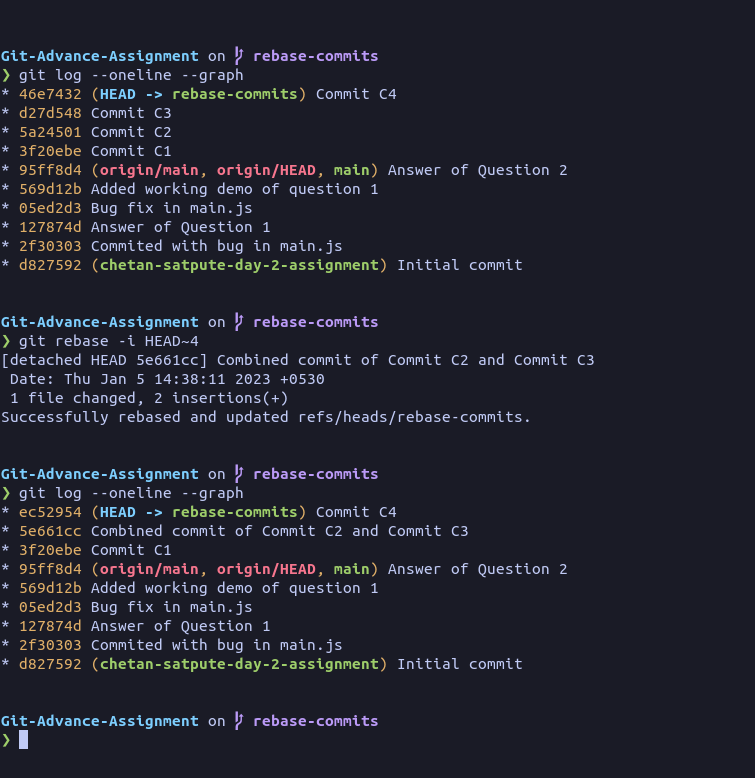 Git-Advance-Assignment on rebase-commits
❯ git log --oneline --graph
* 46e7432 (HEAD -> rebase-commits) Commit C4
* d27d548 Commit C3
* 5a24501 Commit C2
* 3f20ebe Commit C1
* 95ff8d4 (origin/main, origin/HEAD, main) Answer of Question 2
* 569d12b Added working demo of question 1
* 05ed2d3 Bug fix in main.js
* 127874d Answer of Question 1
* 2f30303 Commited with bug in main.js
* d827592 (chetan-satpute-day-2-assignment) Initial commit
Git-Advance-Assignment on rebase-commits
❯ git rebase -i HEAD~4
[detached HEAD 5e661cc] Combined commit of Commit C2 and Commit C3
 Date: Thu Jan 5 14:38:11 2023 +0530
 1 file changed, 2 insertions(+)
Successfully rebased and updated refs/heads/rebase-commits.
Git-Advance-Assignment on rebase-commits
❯ git log --oneline --graph
* ec52954 (HEAD -> rebase-commits) Commit C4
* 5e661cc Combined commit of Commit C2 and Commit C3
* 3f20ebe Commit C1
* 95ff8d4 (origin/main, origin/HEAD, main) Answer of Question 2
* 569d12b Added working demo of question 1
* 05ed2d3 Bug fix in main.js
* 127874d Answer of Question 1
* 2f30303 Commited with bug in main.js
* d827592 (chetan-satpute-day-2-assignment) Initial commit
Git-Advance-Assignment on rebase-commits
❯